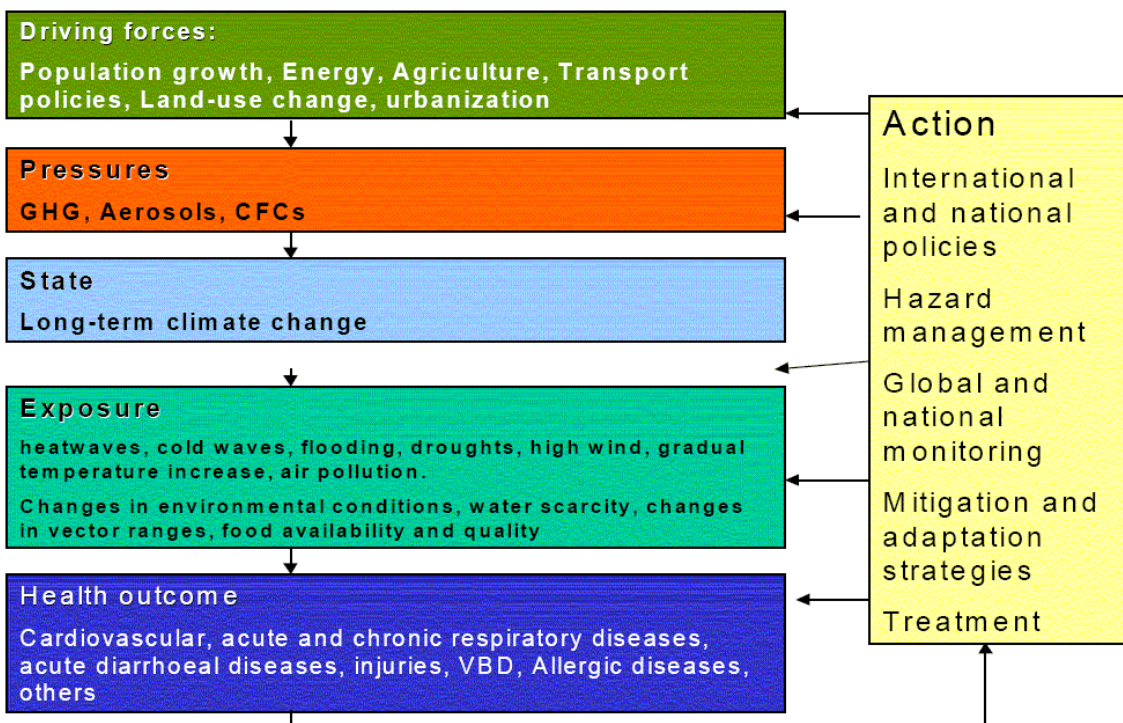 Driving forces:
Population growth, Energy, Agriculture, Transport
policies, Land-use change, urbanization
Pressures
GHG, Aerosols, CFCs
State
Long-term climate change
Exposure
heatwaves, cold waves, flooding, droughts, high wind, gradual
temperature increase, air pollution.
Changes in environmental conditions, water scarcity, changes
in vector ranges, food availability and quality
Health outcome
Cardiovascular, acute and chronic respiratory diseases,
acute diarrhoeal diseases, injuries, VBD, Allergic diseases,
others
Action
International
and national
policies
Hazard
management
Global and
national
monitoring
Mitigation and
adaptation
strategies
Treatment